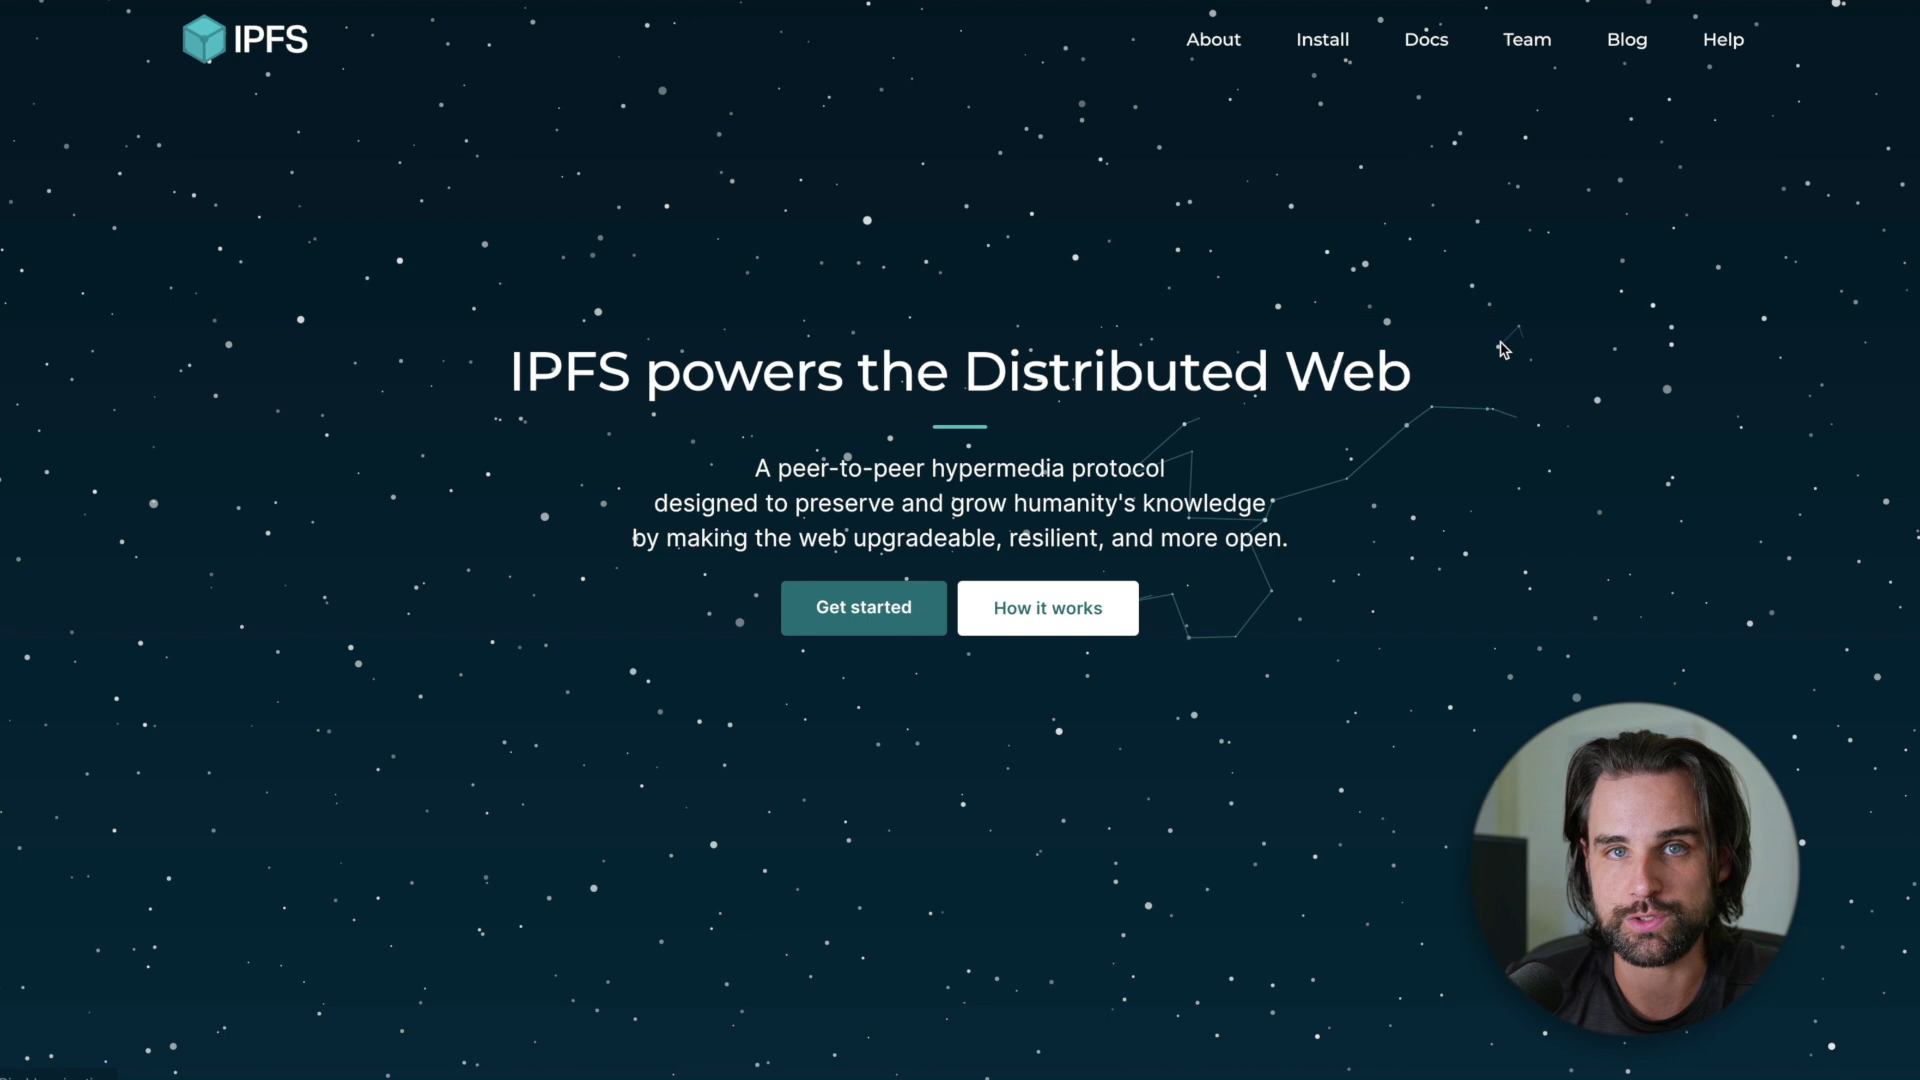 IPFS
About
Install
Docs
Team
Blog
Help
IPFS powers the Distributed Web
A peer-to-peer hypermedia protocol
designed to preserve and grow humanity's knowledge
by making the web upgradeable, resilient, and more open.
Get started
How it works